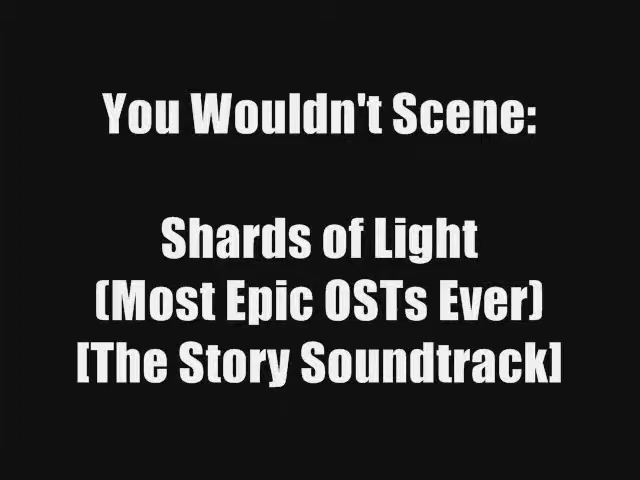 You Wouldn't Scene:
Shards of Light
(Most Epic OSTs Ever)
[The Story Soundtrack]